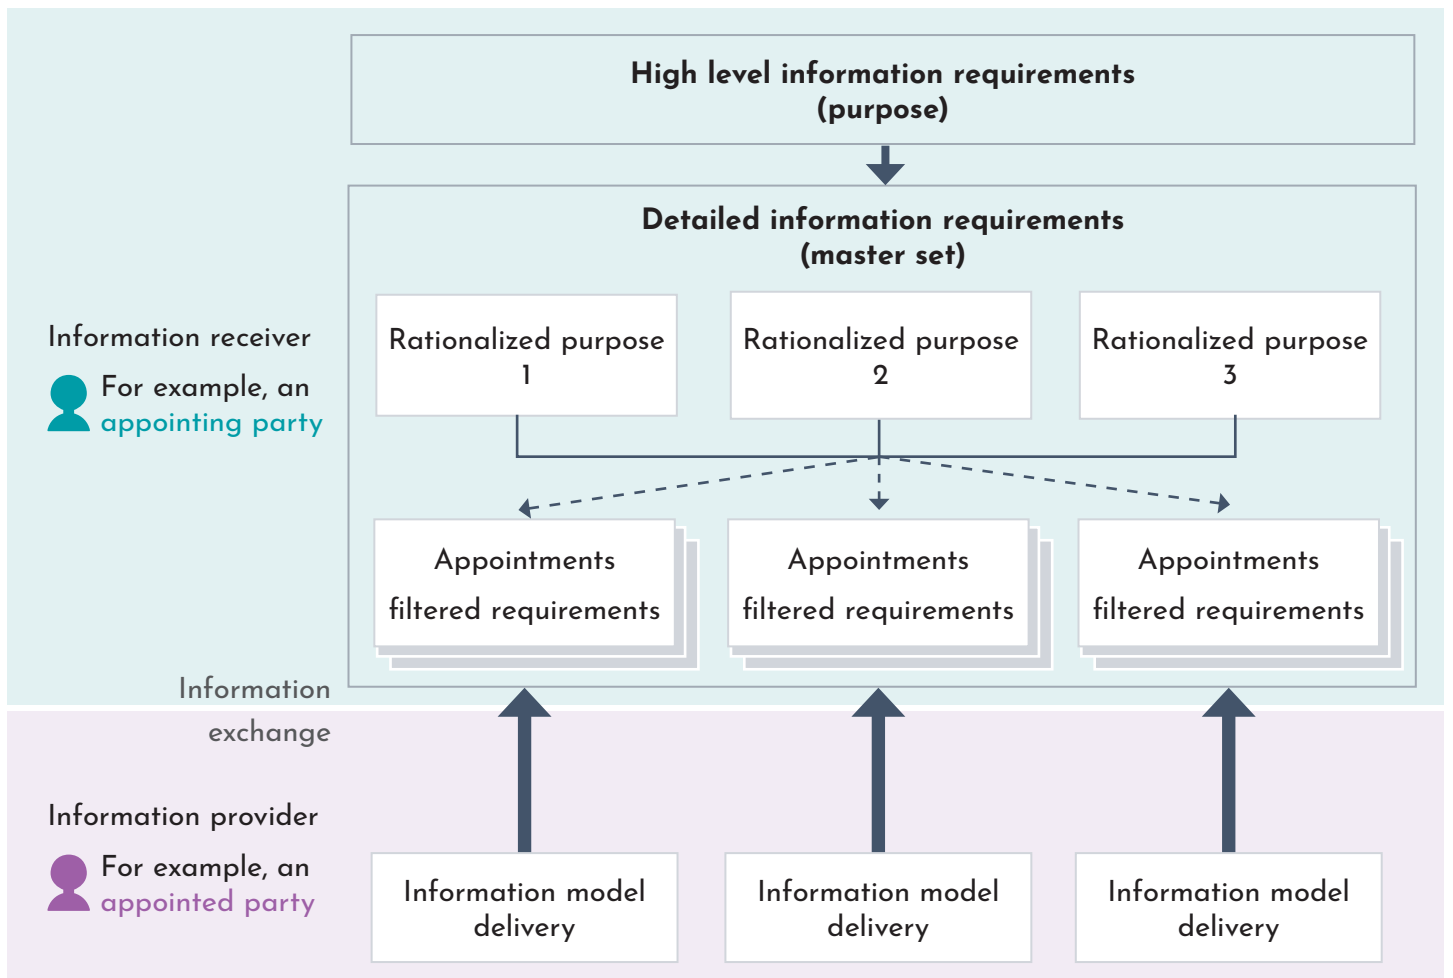 High level information requirements
(purpose)
Detailed information requirements
(master set)
Rationalized purpose
1
Rationalized purpose
2
Rationalized purpose
3
Information receiver
For example, an
appointing party
Appointments
filtered requirements
Appointments
filtered requirements
Appointments
filtered requirements
Information
exchange
Information provider
For example, an
appointed party
Information model
delivery
Information model
delivery
Information model
delivery